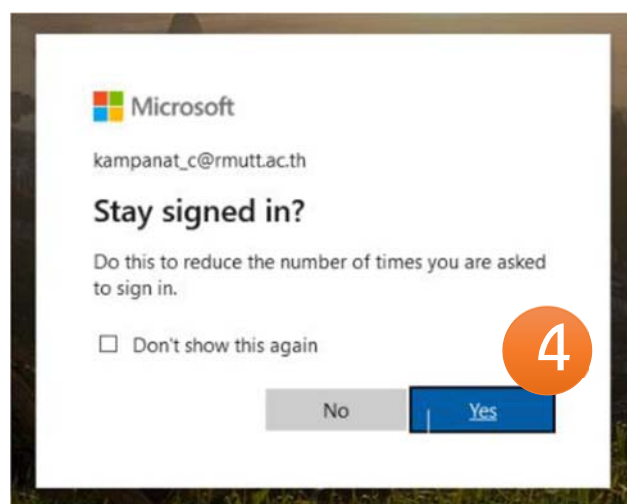 Microsoft
kampanat_c@rmutt.ac.th
Stay signed in?
Do this to reduce the number of times you are asked
to sign in.
Don't show this again
4
No
Yes